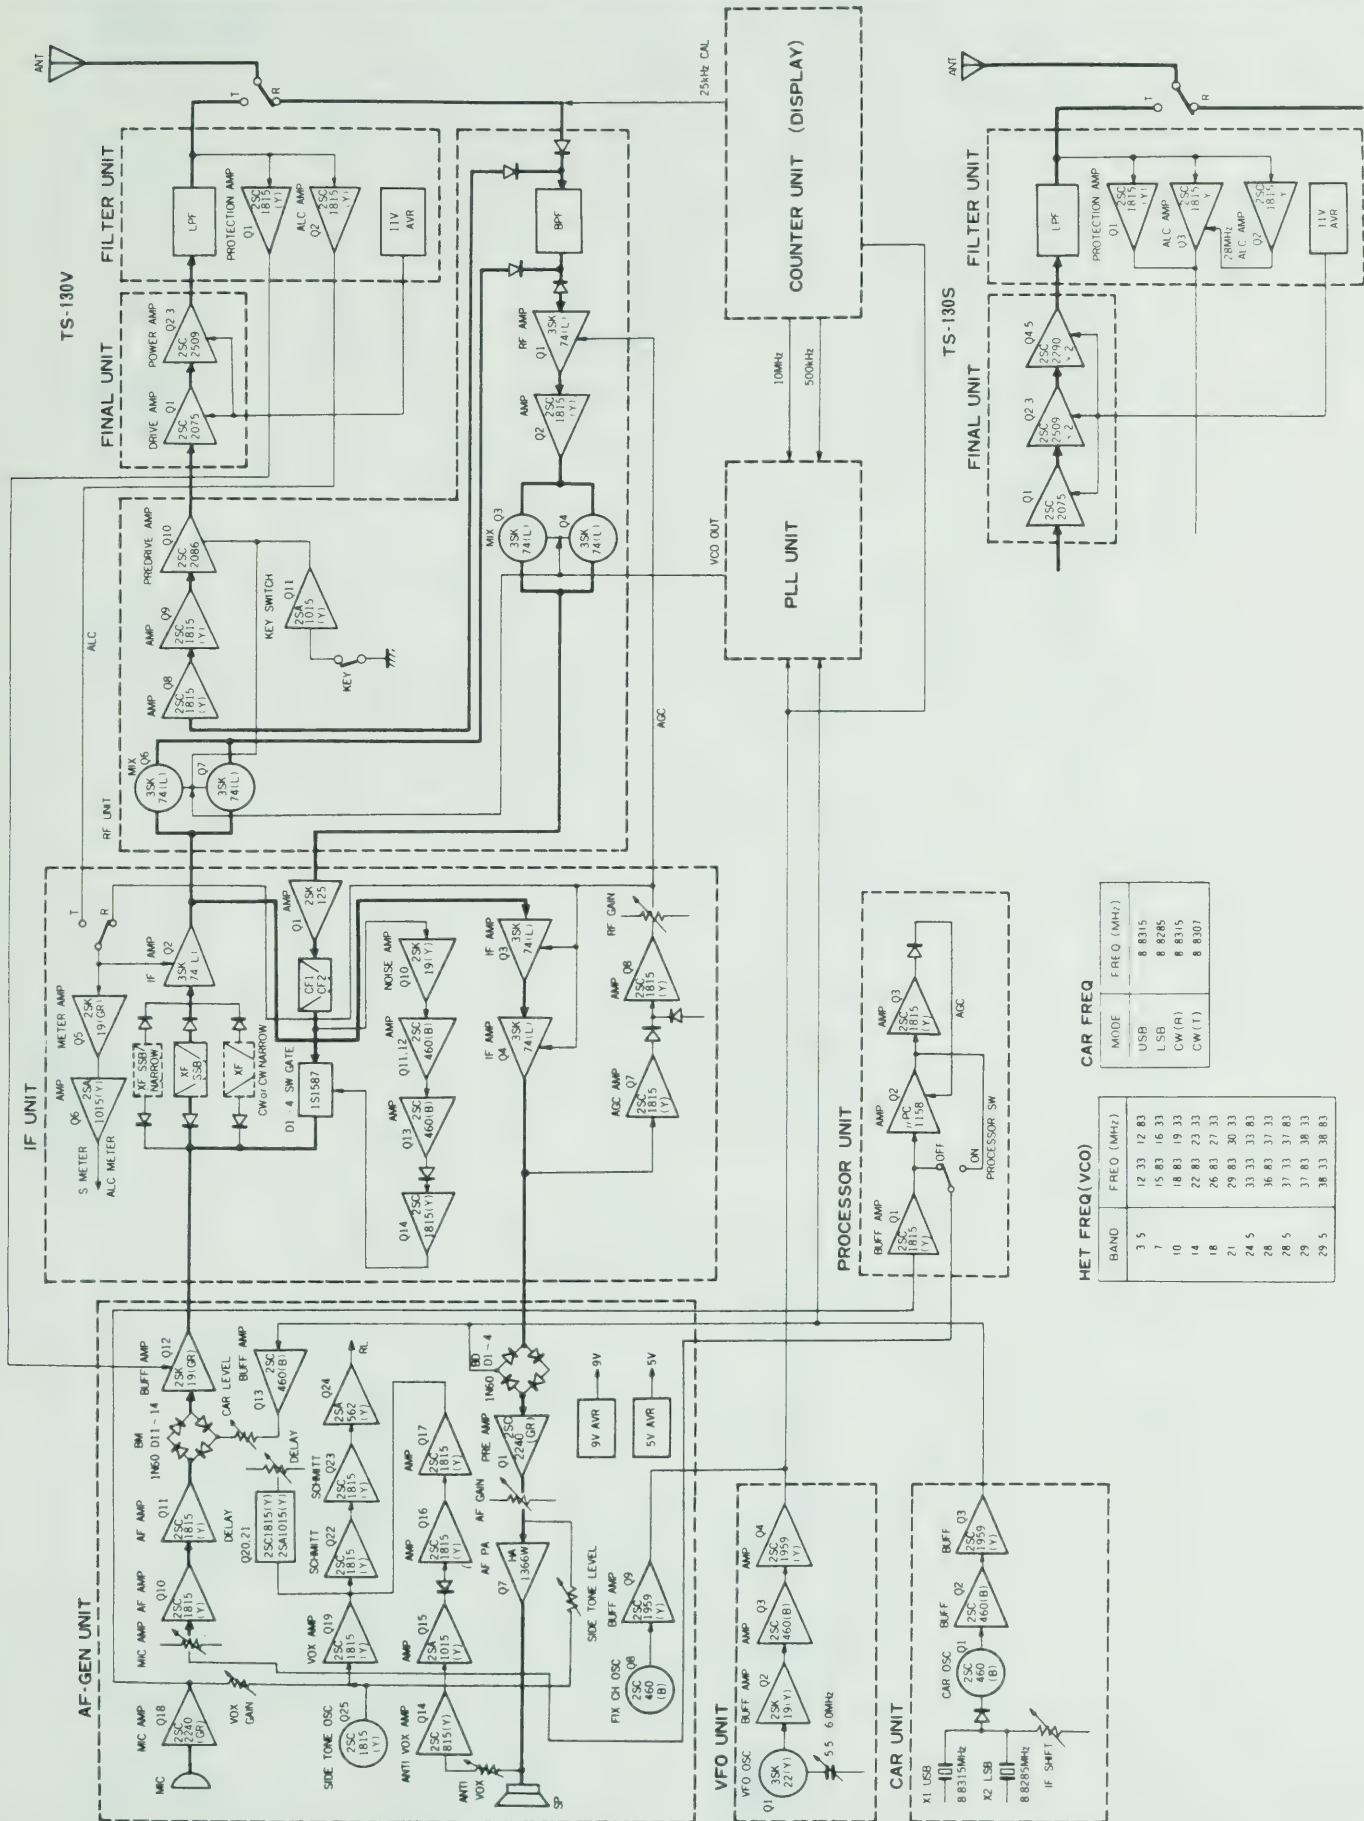 TS-130V
AF-GEN UNIT
MIC
MIC AMP
Q18
2SC
2240
(GR)
MIC AMP
VOX
GAIN
AF AMP
Q10
2SC
1815
(Y)
AF AMP
Q11
2SC
1815
(Y)
BM
1N60 D11~14
BUFF AMP
Q12
2SK
19(GR)
CAR LEVEL
BUFF AMP
Q13
2SC
460(B)
DELAY
DELAY
Q20,21
2SC1815(Y)
2SA1015(Y)
SIDE TONE OSC
Q25
2SC
1815
(Y)
VOX AMP
Q19
2SC
1815
(Y)
SCHMITT
Q22
2SC
1815
(Y)
SCHMITT
Q23
2SC
1815
(Y)
Q24
2SA
562
(Y)
RL
ANTI VOX AMP
Q14
2SC
815(Y)
ANTI
VOX
AMP
Q15
2SA
1015
(Y)
AMP
Q16
2SC
1815
(Y)
AMP
Q17
2SC
1815
(Y)
SP
AF PA
Q7
HA
1366W
AF GAIN
PRE AMP
Q1
2SC
2240
(GR)
BD
1N60 D1~4
SIDE TONE LEVEL
FIX CH OSC
Q8
2SC
460
(B)
BUFF AMP
Q9
2SC
1959
(Y)
9V AVR
9V
5V AVR
5V
IF UNIT
S METER
ALC METER
AMP
Q6
2SA
1015(Y)
METER AMP
Q5
2SK
19(GR)
T
R
XF SSB
NARROW
XF
SSB
XF
CW or CW NARROW
IF AMP
Q2
3SK
74(L)
AMP
Q1
2SK
125
CF1
CF2
D1~4 SW GATE
1S1587
NOISE AMP
Q10
2SK
19(Y)
AMP
Q11,12
2SC
460(B)
AMP
Q13
2SC
460(B)
Q14
2SC
1815(Y)
IF AMP
Q3
3SK
74(L)
IF AMP
Q4
3SK
74(L)
AGC AMP
Q7
2SC
1815
(Y)
AMP
Q8
2SC
1815
(Y)
RF GAIN
RF UNIT
MIX
Q6
3SK
74(L)
Q7
3SK
74(L)
AMP
Q8
2SC
1815
(Y)
AMP
Q9
2SC
1815
(Y)
PREDRIVE AMP
Q10
2SC
2086
KEY SWITCH
Q11
2SA
1015
(Y)
KEY
ALC
AGC
MIX
Q3
3SK
74(L)
Q4
3SK
74(L)
AMP
Q2
2SC
1815
(Y)
RF AMP
Q1
3SK
74(L)
BPF
FINAL UNIT
DRIVE AMP
Q1
2SC
2075
POWER AMP
Q2 3
2SC
2509
FILTER UNIT
LPF
PROTECTION AMP
Q1
2SC
1815
(Y)
ALC AMP
Q2
2SC
1815
(Y)
11V
AVR
T
R
ANT
25kHz CAL
COUNTER UNIT (DISPLAY)
10MHz
500kHz
VCO OUT
PLL UNIT
PROCESSOR UNIT
BUFF AMP
Q1
2SC
1815
(Y)
AMP
Q2
μPC
1158
AMP
Q3
2SC
1815
(Y)
AGC
OFF
ON
PROCESSOR SW
VFO UNIT
VFO OSC
Q1
3SK
22(Y)
5.5 6.0MHz
BUFF AMP
Q2
2SK
19(Y)
AMP
Q3
2SC
460(B)
AMP
Q4
2SC
1959
(Y)
CAR UNIT
X1 USB
8.8315MHz
X2 LSB
8.8285MHz
IF SHIFT
CAR OSC
Q1
2SC
460
(B)
BUFF
Q2
2SC
460(B)
BUFF
Q3
2SC
1959
(Y)
TS-130S
FINAL UNIT
Q1
2SC
2075
Q2 3
2SC
2509
×2
Q4 5
2SC
2290
×2
FILTER UNIT
LPF
PROTECTION AMP
Q1
2SC
1815
(Y)
ALC AMP
Q3
2SC
1815
Y
28MHz
ALC AMP
Q2
2SC
1815
Y
11V
AVR
T
R
ANT
HET FREQ (VCO)
BAND FREQ (MHz)
3.5 12.33 12.83
7 15.83 16.33
10 18.83 19.33
14 22.83 23.33
18 26.83 27.33
21 29.83 30.33
24.5 33.33 33.83
28 36.83 37.33
28.5 37.33 37.83
29 37.83 38.33
29.5 38.33 38.83
CAR FREQ
MODE FREQ (MHz)
USB 8.8315
LSB 8.8285
CW(R) 8.8315
CW(T) 8.8307